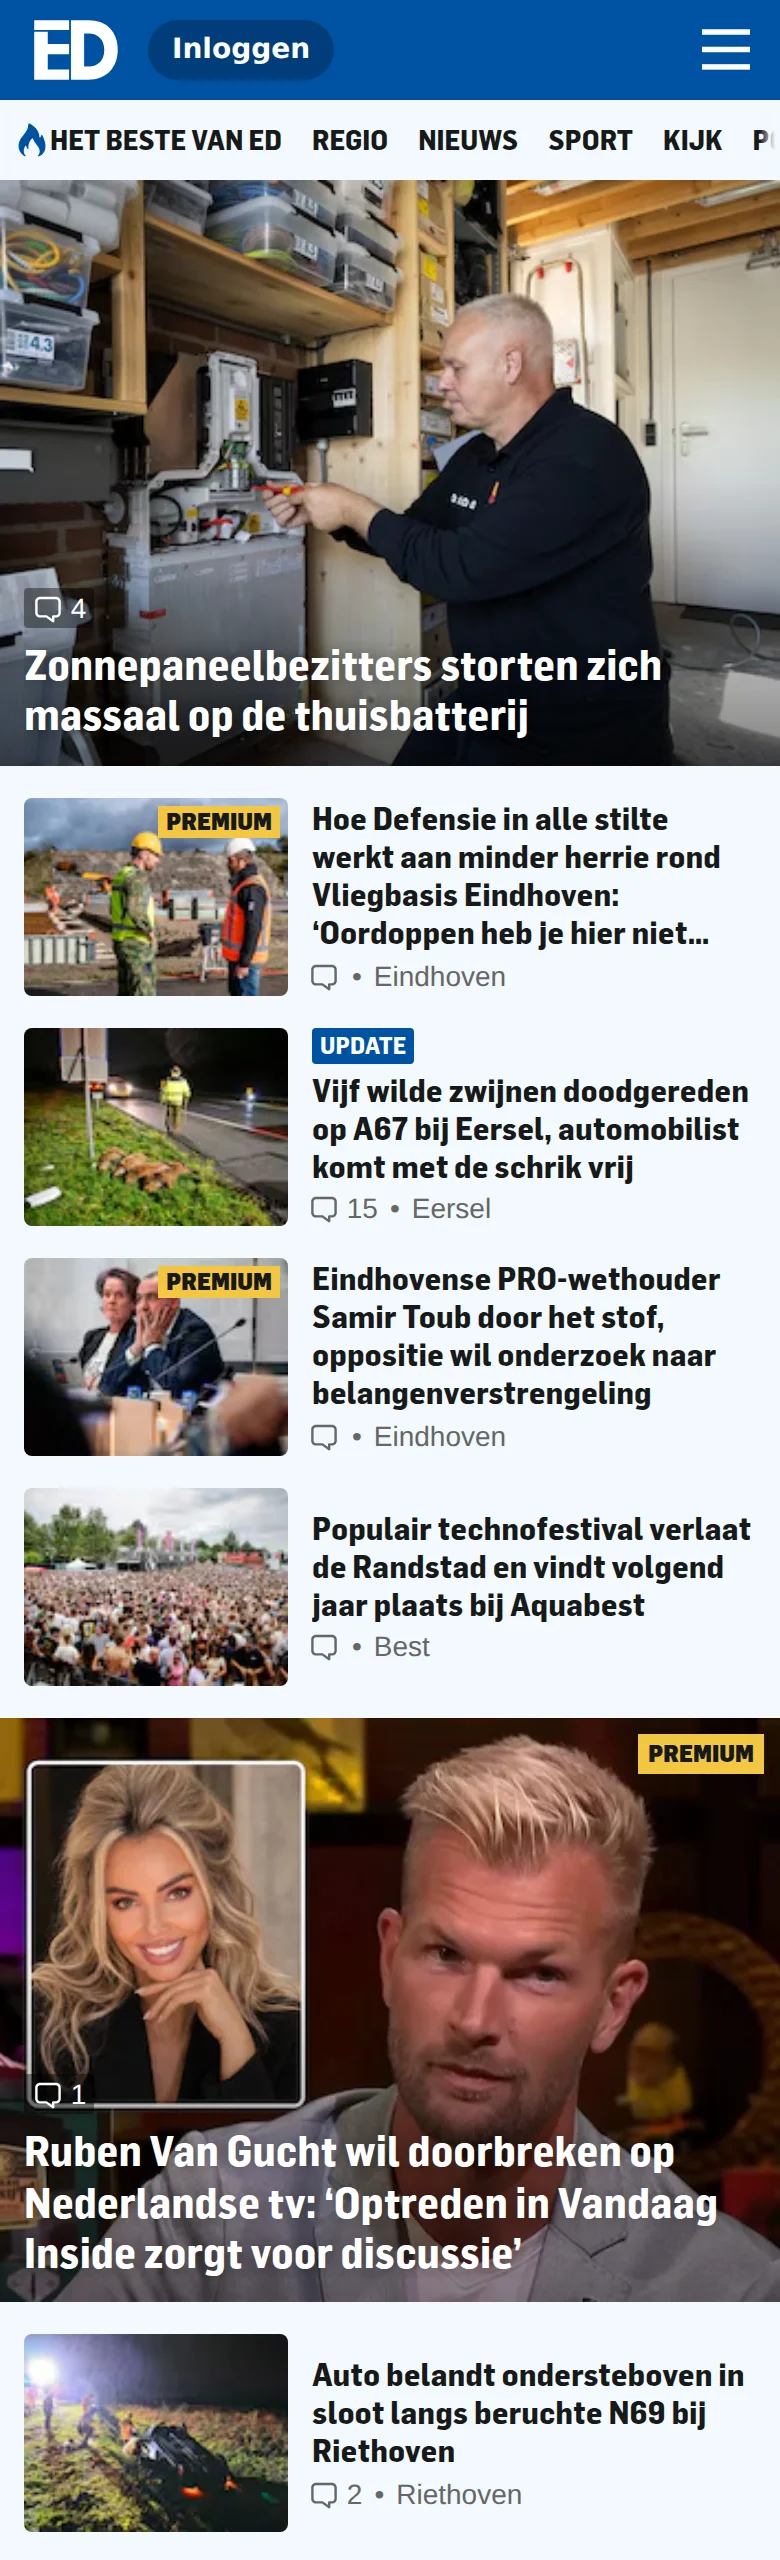 ED Inloggen
HET BESTE VAN ED REGIO NIEUWS SPORT KIJK
4.3
4
Zonnepaneelbezitters storten zich
massaal op de thuisbatterij
PREMIUM
Hoe Defensie in alle stilte
werkt aan minder herrie rond
Vliegbasis Eindhoven:
‘Oordoppen heb je hier niet...
• Eindhoven
UPDATE
Vijf wilde zwijnen doodgereden
op A67 bij Eersel, automobilist
komt met de schrik vrij
15 • Eersel
PREMIUM
Eindhovense PRO-wethouder
Samir Toub door het stof,
oppositie wil onderzoek naar
belangenverstrengeling
• Eindhoven
Populair technofestival verlaat
de Randstad en vindt volgend
jaar plaats bij Aquabest
• Best
PREMIUM
1
Ruben Van Gucht wil doorbreken op
Nederlandse tv: ‘Optreden in Vandaag
Inside zorgt voor discussie’
Auto belandt ondersteboven in
sloot langs beruchte N69 bij
Riethoven
2 • Riethoven